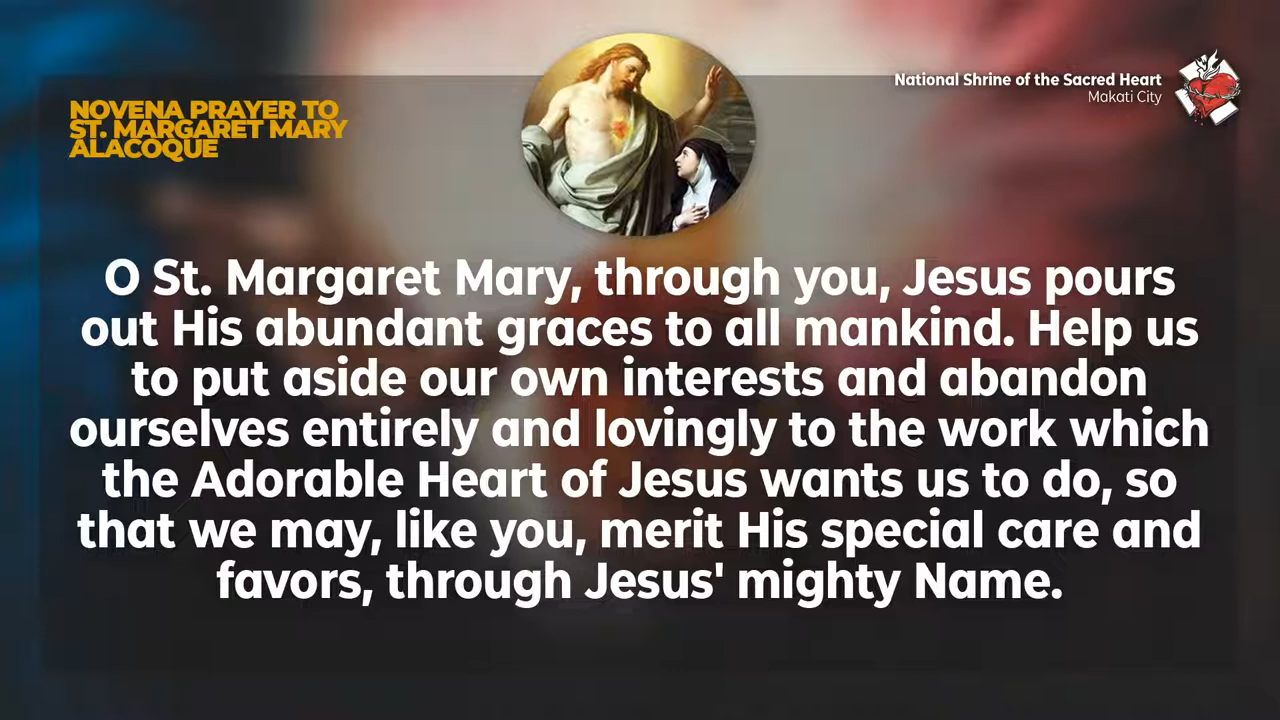 NOVENA PRAYER TO
ST. MARGARET MARY
ALACOQUE
National Shrine of the Sacred Heart
Makati City
O St. Margaret Mary, through you, Jesus pours
out His abundant graces to all mankind. Help us
to put aside our own interests and abandon
ourselves entirely and lovingly to the work which
the Adorable Heart of Jesus wants us to do, so
that we may, like you, merit His special care and
favors, through Jesus' mighty Name.